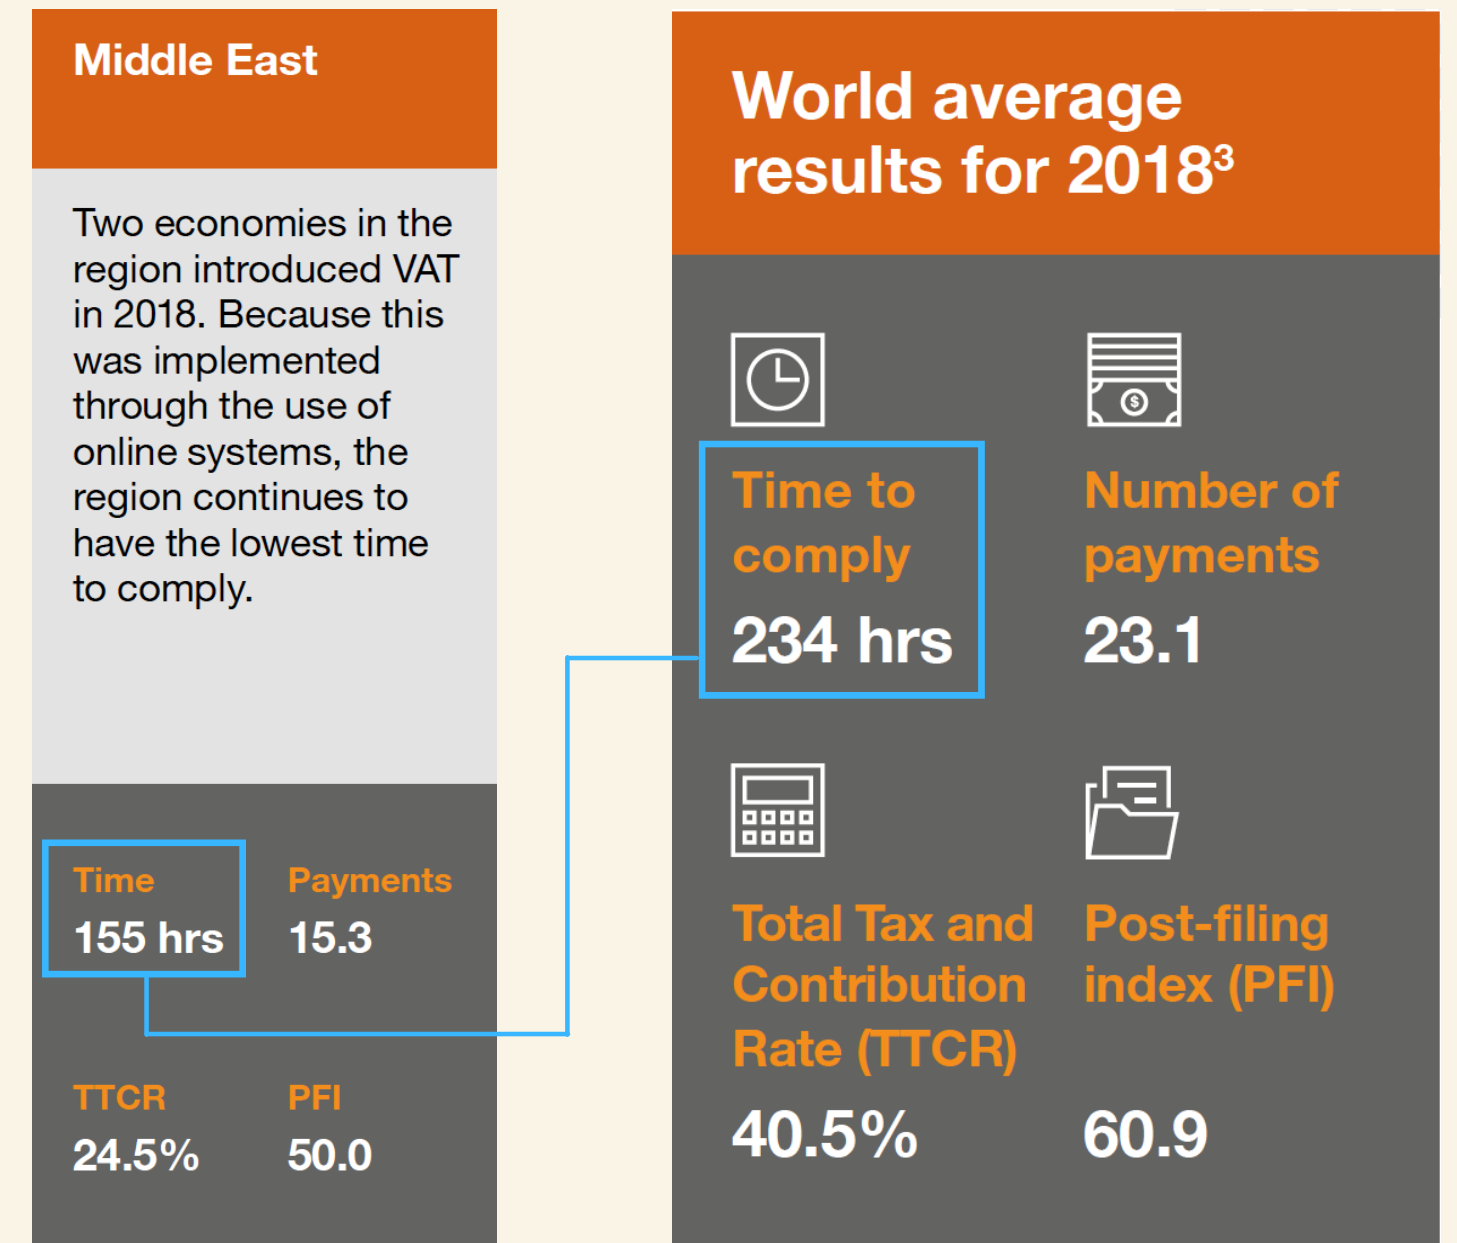 Middle East
Two economies in the
region introduced VAT
in 2018. Because this
was implemented
through the use of
online systems, the
region continues to
have the lowest time
to comply.
Time
155 hrs
Payments
15.3
TTCR
24.5%
PFI
50.0
World average
results for 2018³
$
Time to
comply
234 hrs
Number of
payments
23.1
Total Tax and
Contribution
Rate (TTCR)
40.5%
Post-filing
index (PFI)
60.9